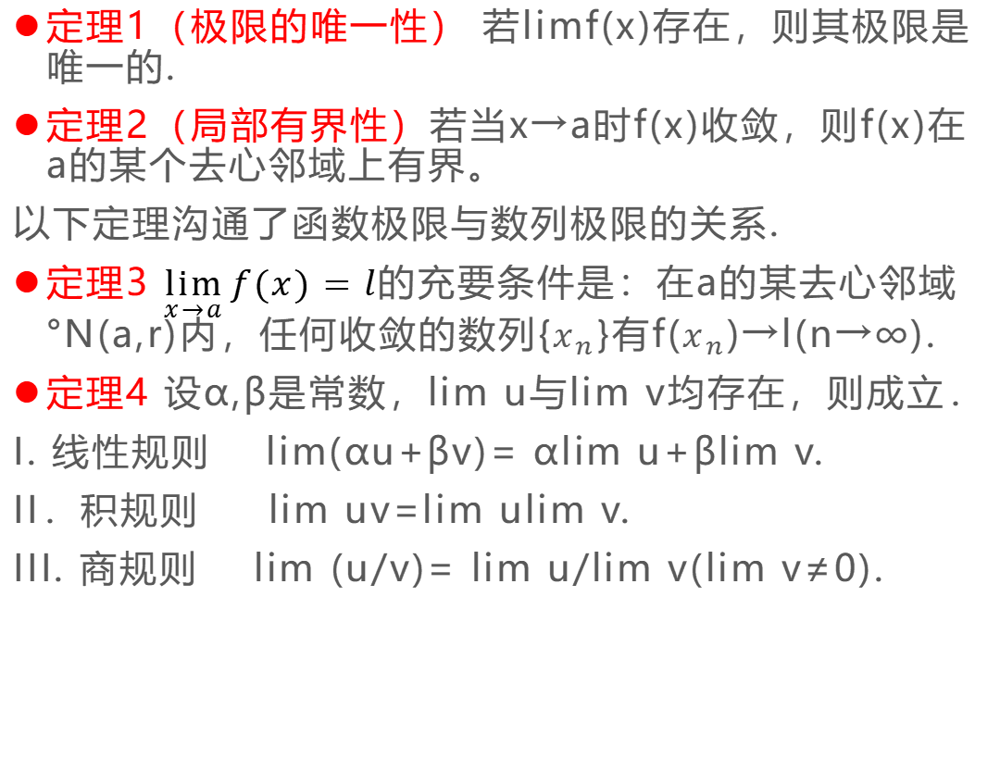 ●定理1（极限的唯一性） 若limf(x)存在，则其极限是
唯一的.
●定理2（局部有界性）若当x→a时f(x)收敛，则f(x)在
a的某个去心邻域上有界。
以下定理沟通了函数极限与数列极限的关系.
●定理3 lim f(x) = l的充要条件是：在a的某去心邻域
x→a
°N(a,r)内，任何收敛的数列{xₙ}有f(xₙ)→l(n→∞).
●定理4 设α,β是常数，lim u与lim v均存在，则成立.
I. 线性规则 lim(αu+βv)= αlim u+βlim v.
II. 积规则 lim uv=lim ulim v.
III. 商规则 lim (u/v)= lim u/lim v(lim v≠0).